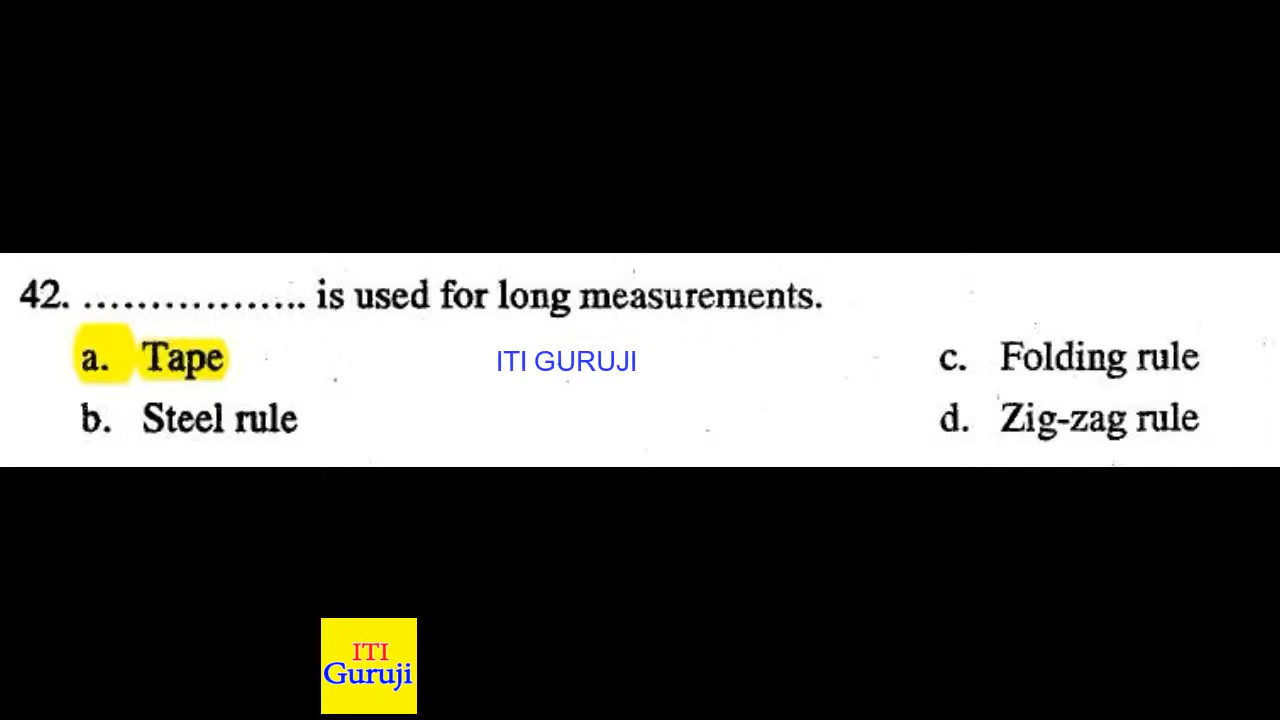 42. ................. is used for long measurements.
a. Tape
b. Steel rule
ITI GURUJI
c. Folding rule
d. Zig-zag rule
ITI
Guruji